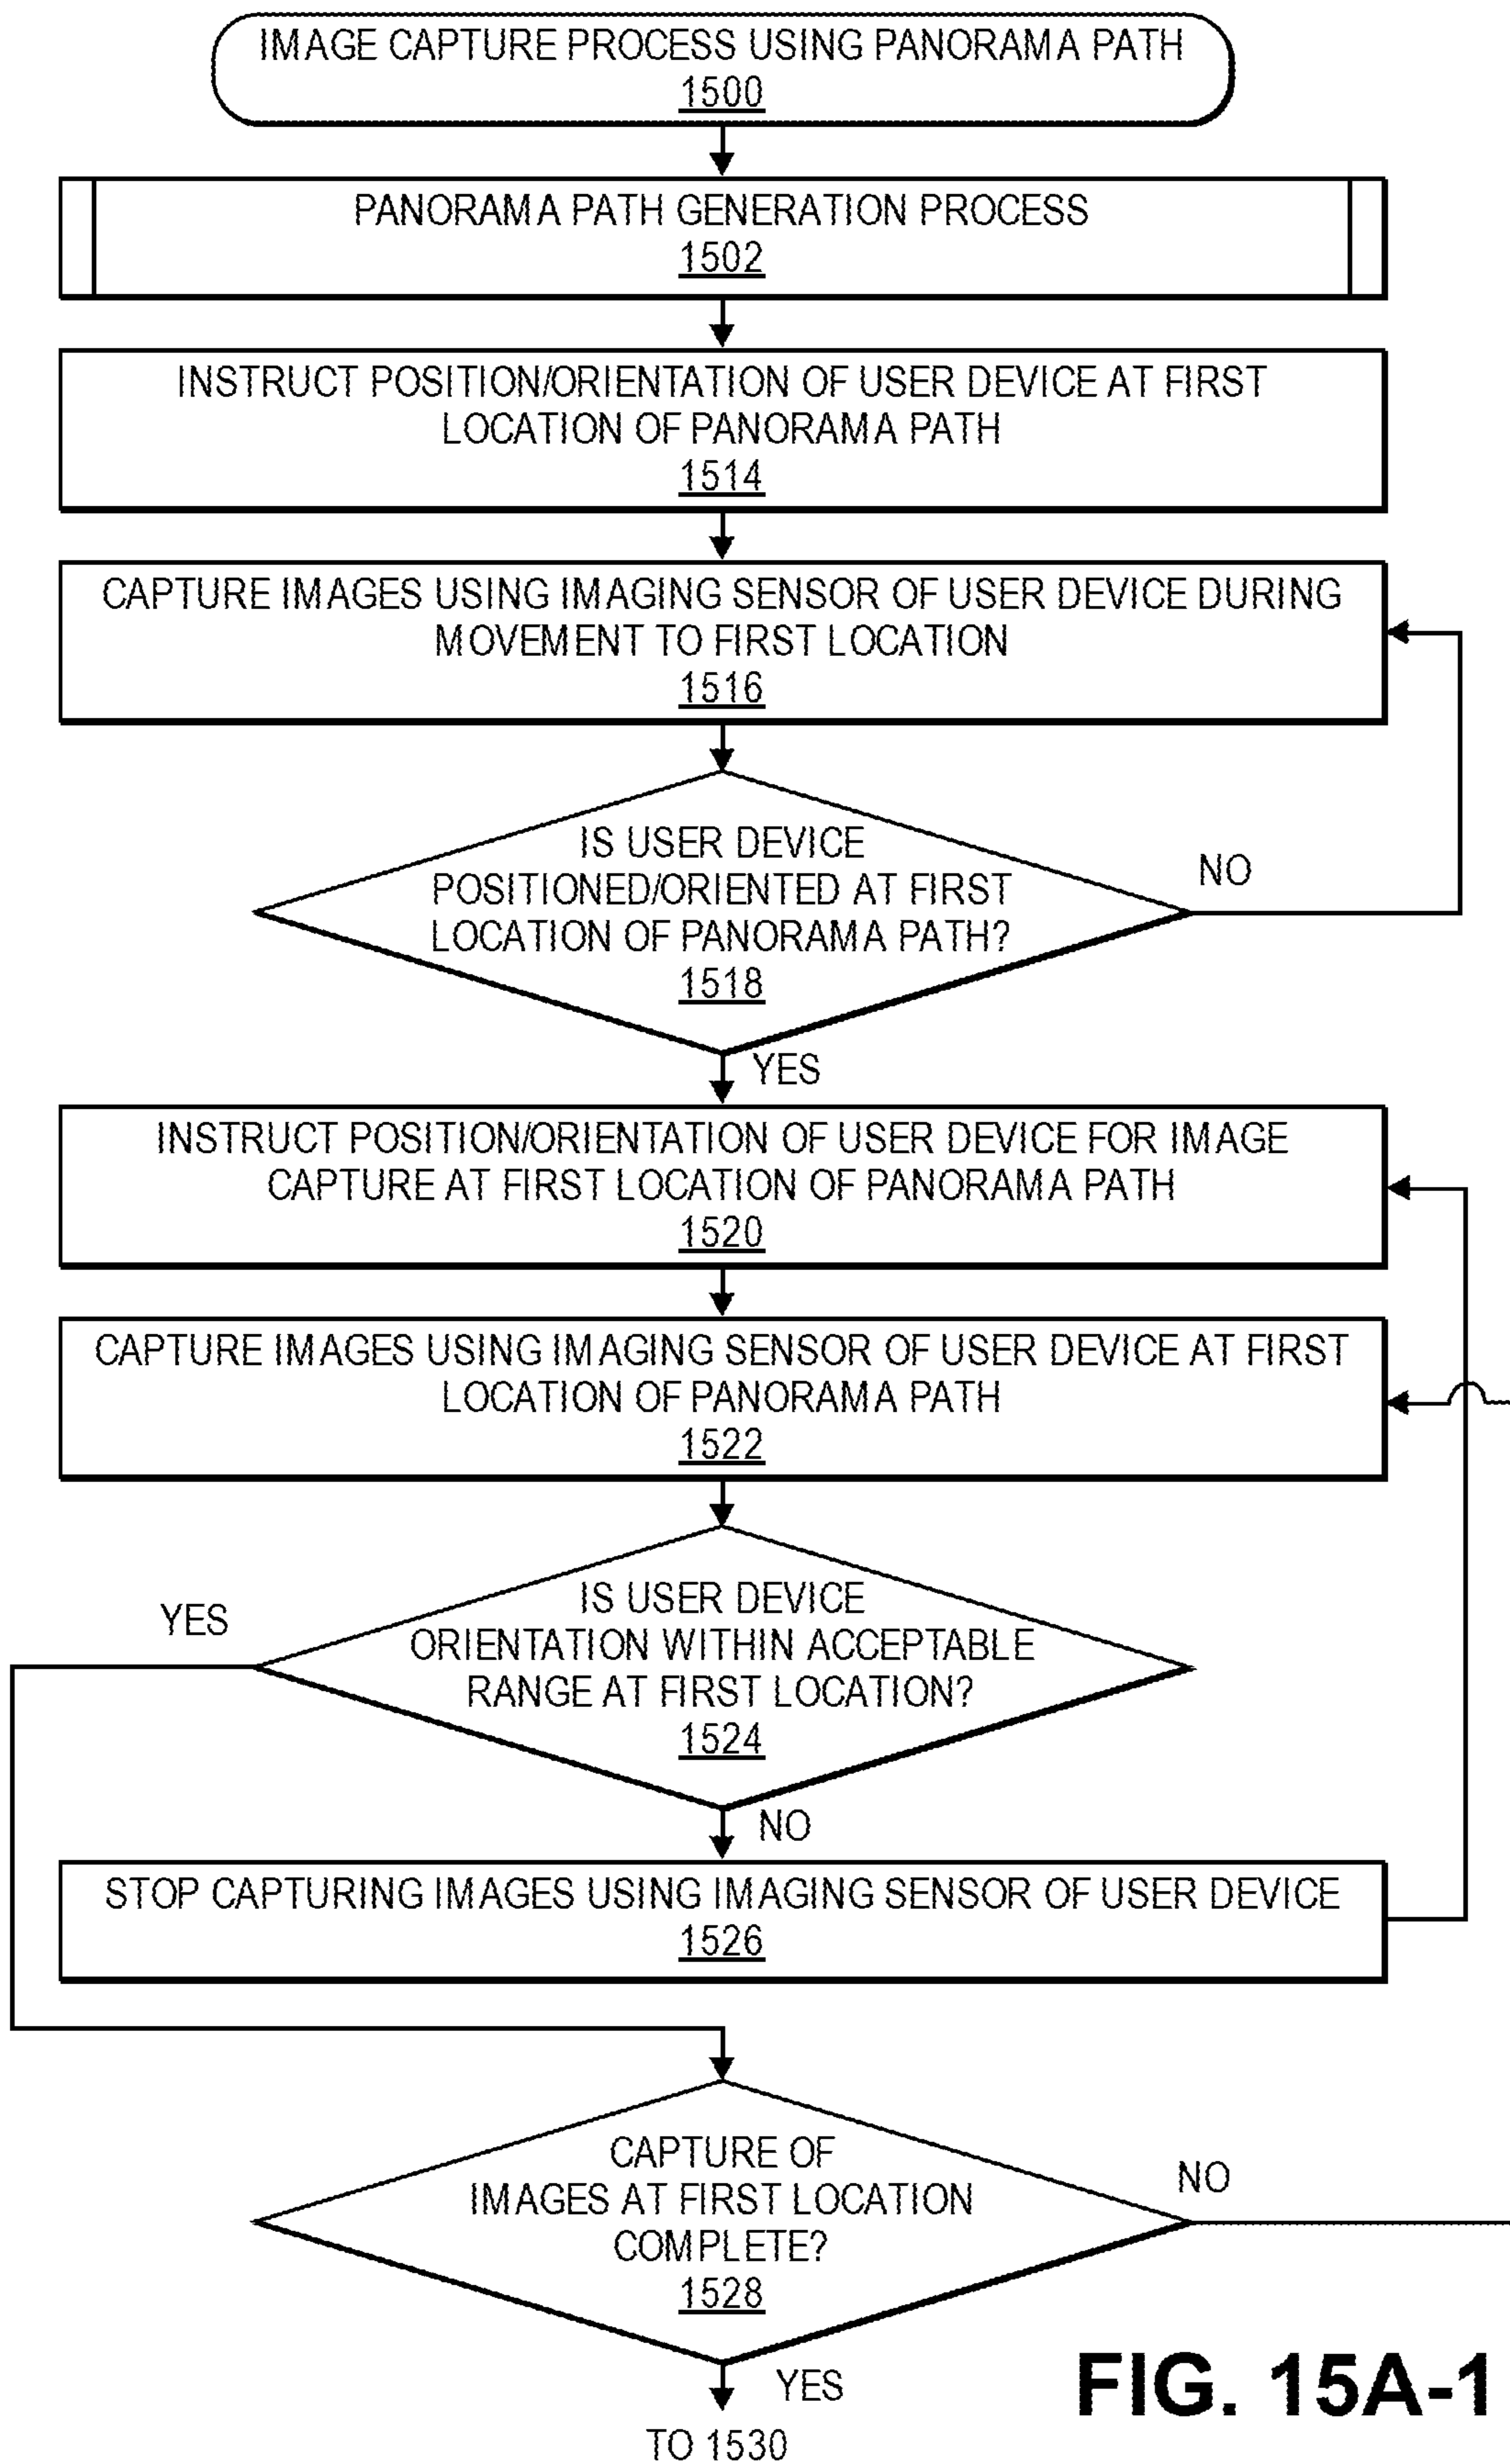 IMAGE CAPTURE PROCESS USING PANORAMA PATH
1500
PANORAMA PATH GENERATION PROCESS
1502
INSTRUCT POSITION/ORIENTATION OF USER DEVICE AT FIRST
LOCATION OF PANORAMA PATH
1514
CAPTURE IMAGES USING IMAGING SENSOR OF USER DEVICE DURING
MOVEMENT TO FIRST LOCATION
1516
IS USER DEVICE
POSITIONED/ORIENTED AT FIRST
LOCATION OF PANORAMA PATH?
1518
NO
YES
INSTRUCT POSITION/ORIENTATION OF USER DEVICE FOR IMAGE
CAPTURE AT FIRST LOCATION OF PANORAMA PATH
1520
CAPTURE IMAGES USING IMAGING SENSOR OF USER DEVICE AT FIRST
LOCATION OF PANORAMA PATH
1522
IS USER DEVICE
ORIENTATION WITHIN ACCEPTABLE
RANGE AT FIRST LOCATION?
1524
YES
NO
STOP CAPTURING IMAGES USING IMAGING SENSOR OF USER DEVICE
1526
CAPTURE OF
IMAGES AT FIRST LOCATION
COMPLETE?
1528
NO
YES
TO 1530
FIG. 15A-1